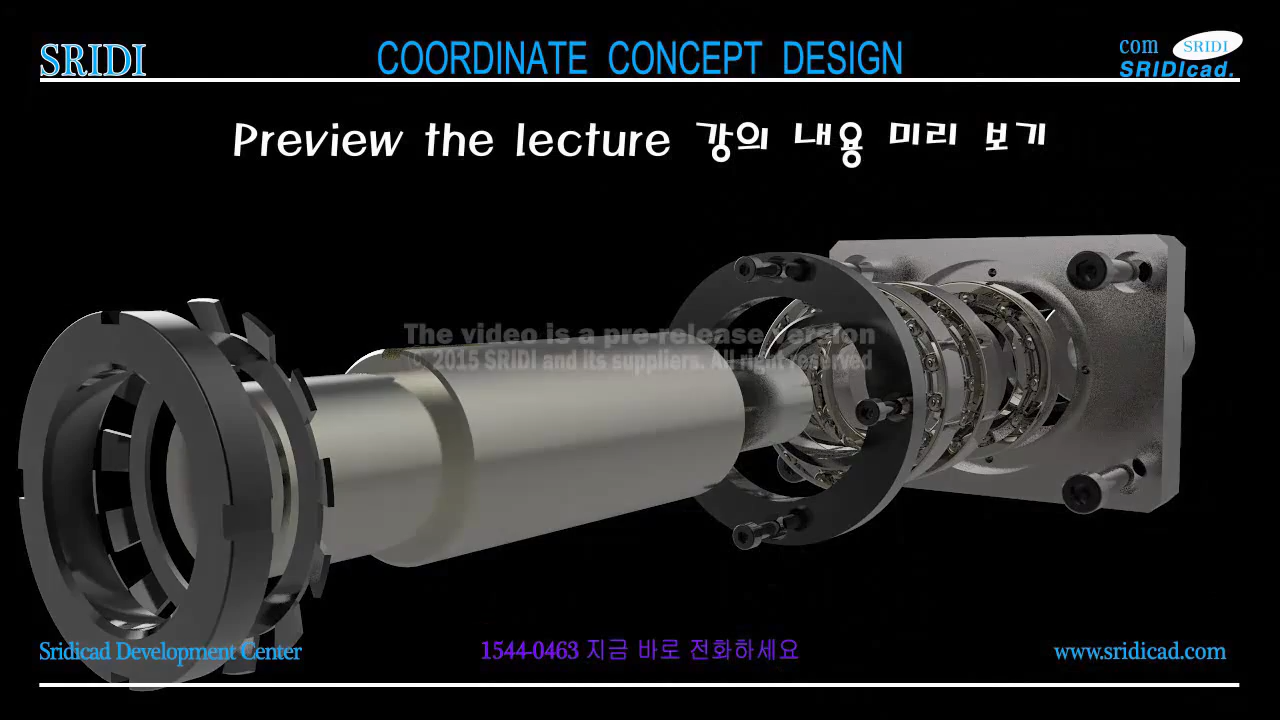 SRIDI
COORDINATE CONCEPT DESIGN
com SRIDI
SRIDIcad.
Preview the lecture 강의 내용 미리 보기
The video is a pre-release version
© 2015 SRIDI and its suppliers. All right reserved
Sridicad Development Center
1544-0463 지금 바로 전화하세요
www.sridicad.com